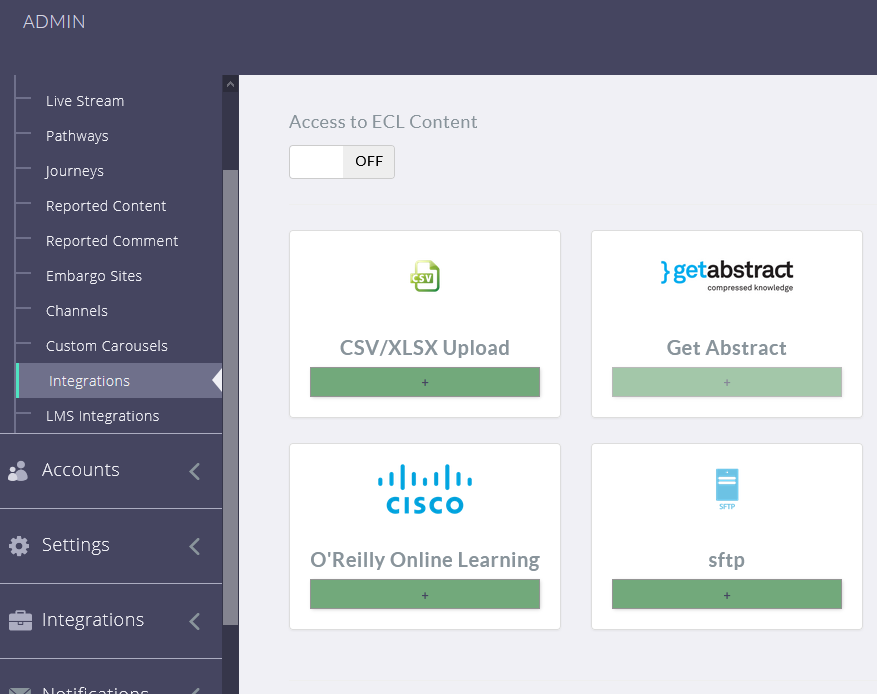 ADMIN
Live Stream
Pathways
Journeys
Reported Content
Reported Comment
Embargo Sites
Channels
Custom Carousels
Integrations
LMS Integrations
Accounts
Settings
Integrations
Notifications
Access to ECL Content
OFF
CSV
CSV/XLSX Upload
+
}getabstract
compressed knowledge
Get Abstract
+
CISCO
O'Reilly Online Learning
+
SFTP
sftp
+